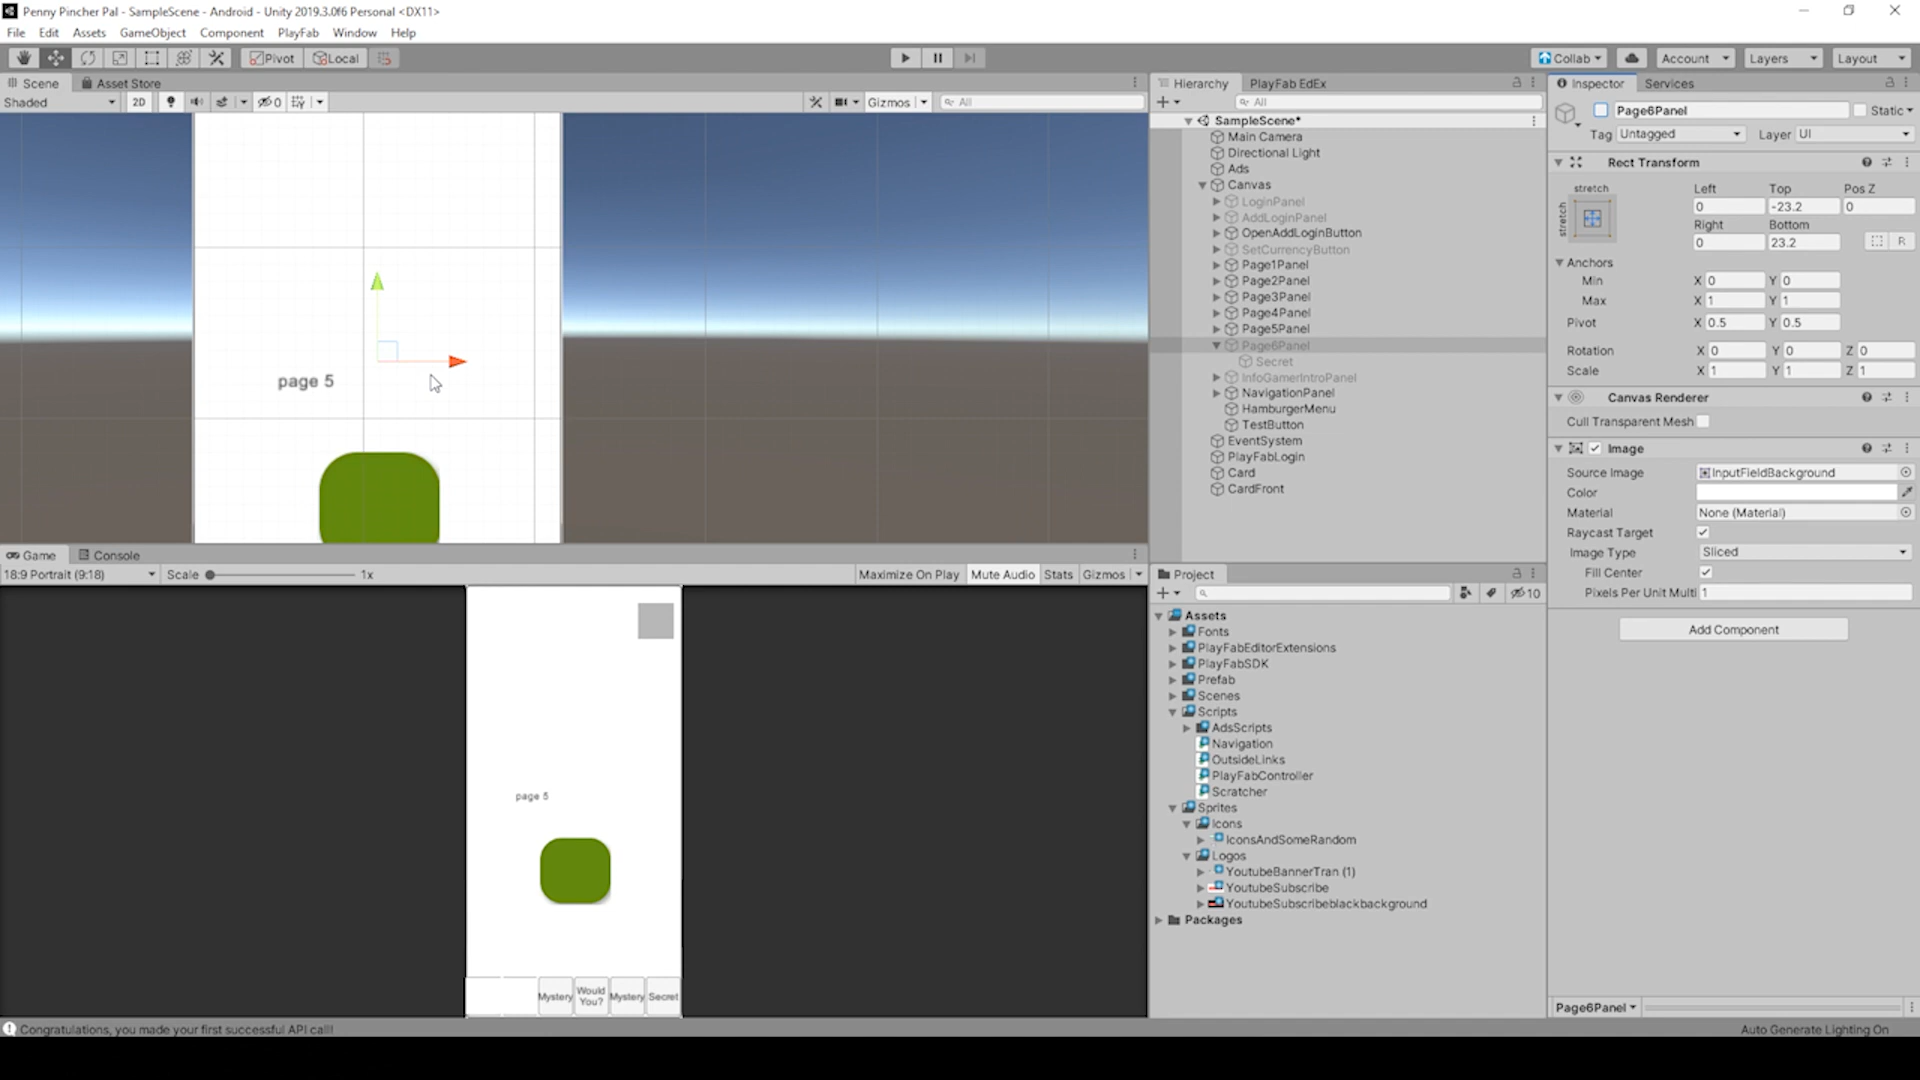 Penny Pincher Pal - SampleScene - Android - Unity 2019.3.0f6 Personal <DX11>
File Edit Assets GameObject Component PlayFab Window Help
Pivot Local Collab Account Layers Layout
Scene Asset Store
Shaded 2D 0 Gizmos All
page 5
Game Console
18:9 Portrait (9:18) Scale 1x Maximize On Play Mute Audio Stats Gizmos
page 5
Mystery Would You? Mystery Secret
Congratulations, you made your first successful API call!
Hierarchy PlayFab EdEx
All
SampleScene*
Main Camera
Directional Light
Ads
Canvas
LoginPanel
AddLoginPanel
OpenAddLoginButton
SetCurrencyButton
Page1Panel
Page2Panel
Page3Panel
Page4Panel
Page5Panel
Page6Panel
Secret
InfoGamerIntroPanel
NavigationPanel
HamburgerMenu
TestButton
EventSystem
PlayFabLogin
Card
CardFront
Project
10
Assets
Fonts
PlayFabEditorExtensions
PlayFabSDK
Prefab
Scenes
Scripts
AdsScripts
Navigation
OutsideLinks
PlayFabController
Scratcher
Sprites
Icons
IconsAndSomeRandom
Logos
YoutubeBannerTran (1)
YoutubeSubscribe
YoutubeSubscribeblackbackground
Packages
Inspector Services
Page6Panel Static
Tag Untagged Layer UI
Rect Transform
stretch Left Top Pos Z
stretch 0 -23.2 0
Right Bottom
0 23.2 R
Anchors
Min X 0 Y 0
Max X 1 Y 1
Pivot X 0.5 Y 0.5
Rotation X 0 Y 0 Z 0
Scale X 1 Y 1 Z 1
Canvas Renderer
Cull Transparent Mesh
Image
Source Image InputFieldBackground
Color
Material None (Material)
Raycast Target
Image Type Sliced
Fill Center
Pixels Per Unit Multi 1
Add Component
Page6Panel
Auto Generate Lighting On